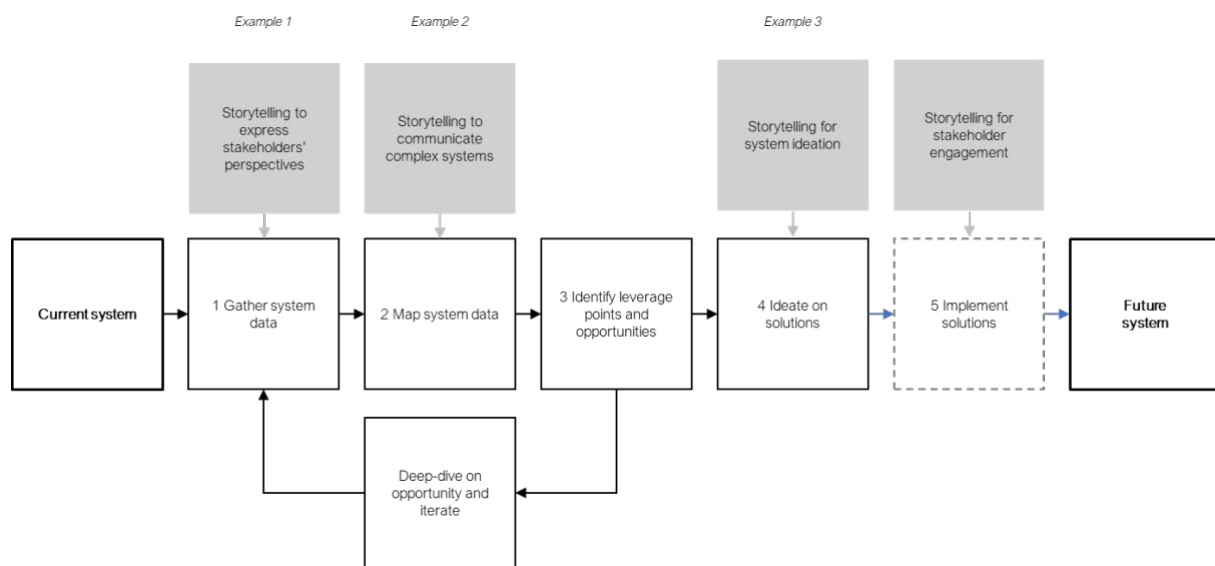 Example 1
Example 2
Example 3
Storytelling to
express
stakeholders’
perspectives
Storytelling to
communicate
complex systems
Storytelling for
system ideation
Storytelling for
stakeholder
engagement
Current system
1 Gather system
data
2 Map system data
3 Identify leverage
points and
opportunities
4 Ideate on
solutions
5 Implement
solutions
Future
system
Deep-dive on
opportunity and
iterate